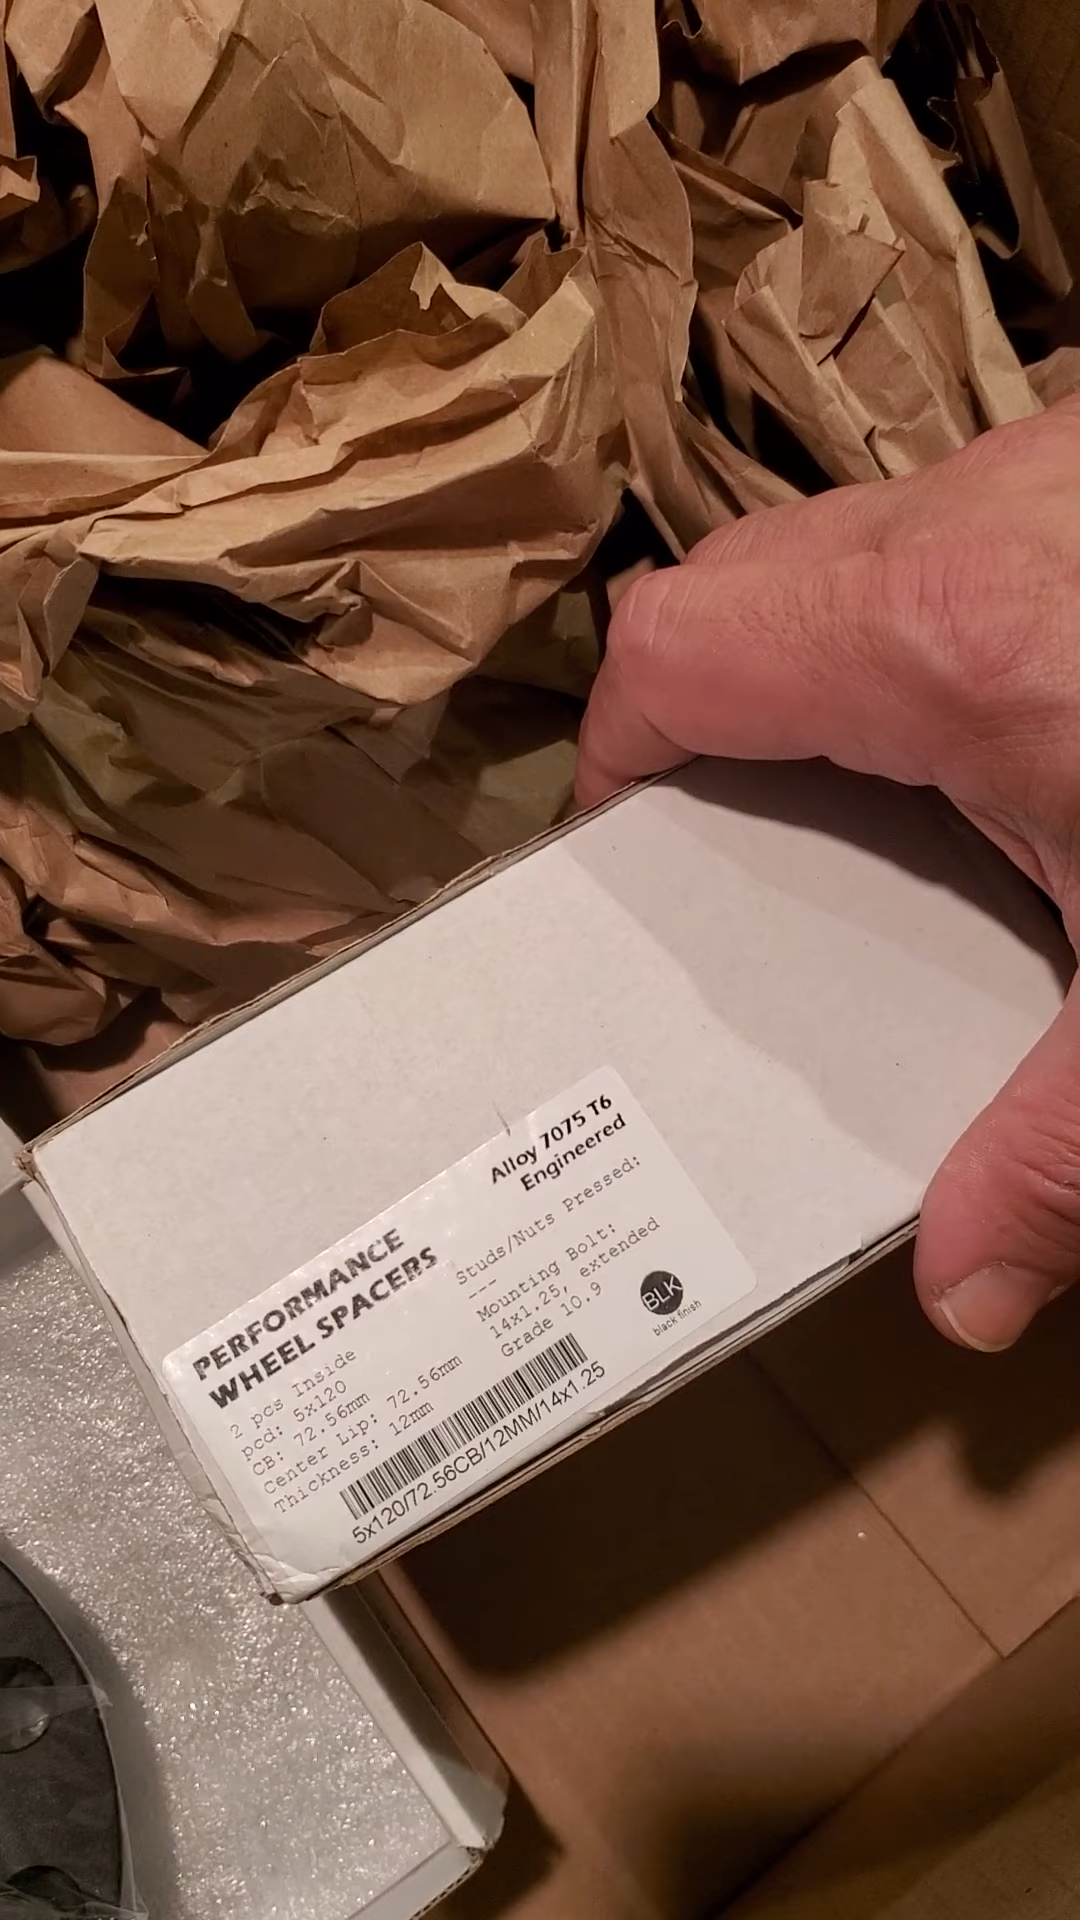 PERFORMANCE
WHEEL SPACERS
2 pcs Inside
pcd: 5x120
CB: 72.56mm
Center Lip: 72.56mm
Thickness: 12mm
Alloy 7075 T6
Engineered
Studs/Nuts Pressed:
---
Mounting Bolt:
14x1.25, extended
Grade 10.9
BLK
black finish
5x120/72.56CB/12MM/14x1.25